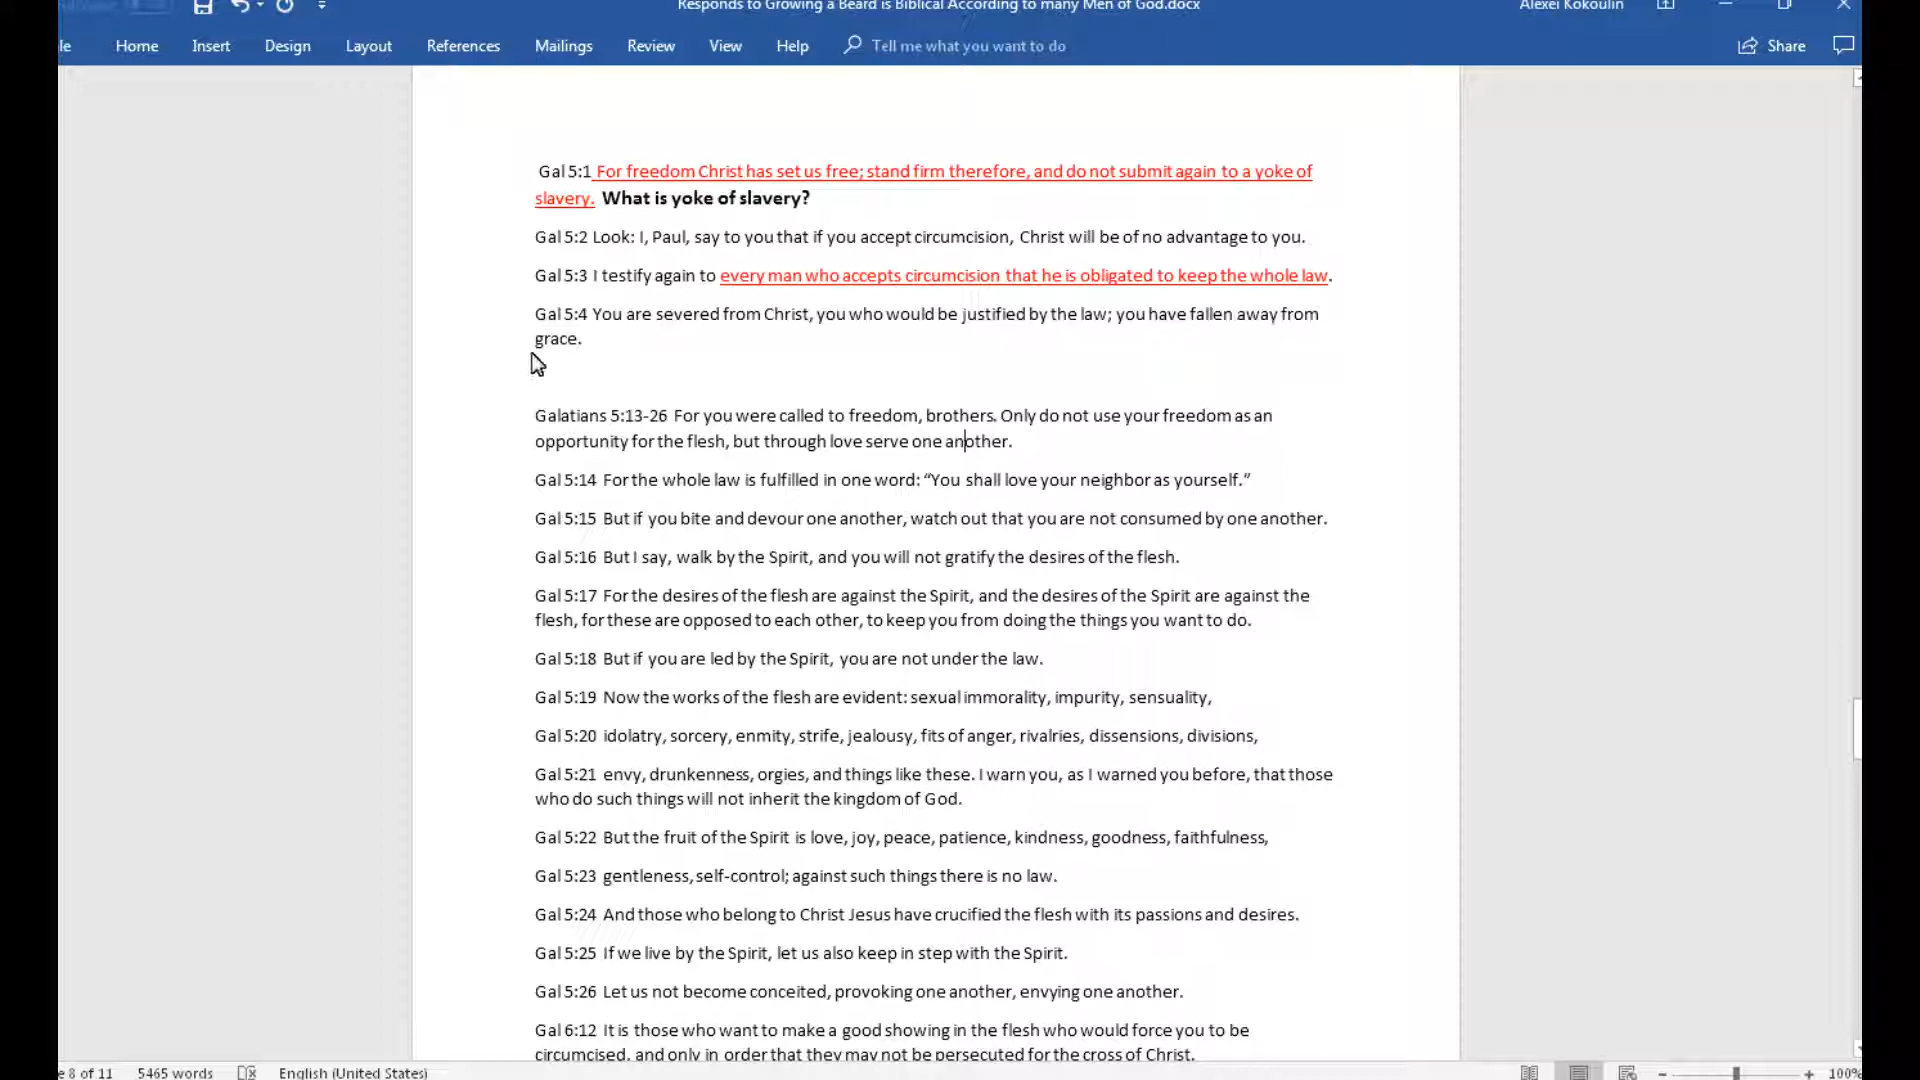 Responds to Growing a Beard is Biblical According to many Men of God.docx
Alexei Kokoulin
le Home Insert Design Layout References Mailings Review View Help Tell me what you want to do Share
Gal 5:1 For freedom Christ has set us free; stand firm therefore, and do not submit again to a yoke of
slavery. What is yoke of slavery?
Gal 5:2 Look: I, Paul, say to you that if you accept circumcision, Christ will be of no advantage to you.
Gal 5:3 I testify again to every man who accepts circumcision that he is obligated to keep the whole law.
Gal 5:4 You are severed from Christ, you who would be justified by the law; you have fallen away from
grace.
Galatians 5:13-26 For you were called to freedom, brothers. Only do not use your freedom as an
opportunity for the flesh, but through love serve one another.
Gal 5:14 For the whole law is fulfilled in one word: “You shall love your neighbor as yourself.”
Gal 5:15 But if you bite and devour one another, watch out that you are not consumed by one another.
Gal 5:16 But I say, walk by the Spirit, and you will not gratify the desires of the flesh.
Gal 5:17 For the desires of the flesh are against the Spirit, and the desires of the Spirit are against the
flesh, for these are opposed to each other, to keep you from doing the things you want to do.
Gal 5:18 But if you are led by the Spirit, you are not under the law.
Gal 5:19 Now the works of the flesh are evident: sexual immorality, impurity, sensuality,
Gal 5:20 idolatry, sorcery, enmity, strife, jealousy, fits of anger, rivalries, dissensions, divisions,
Gal 5:21 envy, drunkenness, orgies, and things like these. I warn you, as I warned you before, that those
who do such things will not inherit the kingdom of God.
Gal 5:22 But the fruit of the Spirit is love, joy, peace, patience, kindness, goodness, faithfulness,
Gal 5:23 gentleness, self-control; against such things there is no law.
Gal 5:24 And those who belong to Christ Jesus have crucified the flesh with its passions and desires.
Gal 5:25 If we live by the Spirit, let us also keep in step with the Spirit.
Gal 5:26 Let us not become conceited, provoking one another, envying one another.
Gal 6:12 It is those who want to make a good showing in the flesh who would force you to be
circumcised, and only in order that they may not be persecuted for the cross of Christ.
e 8 of 11 5465 words English (United States) 100%